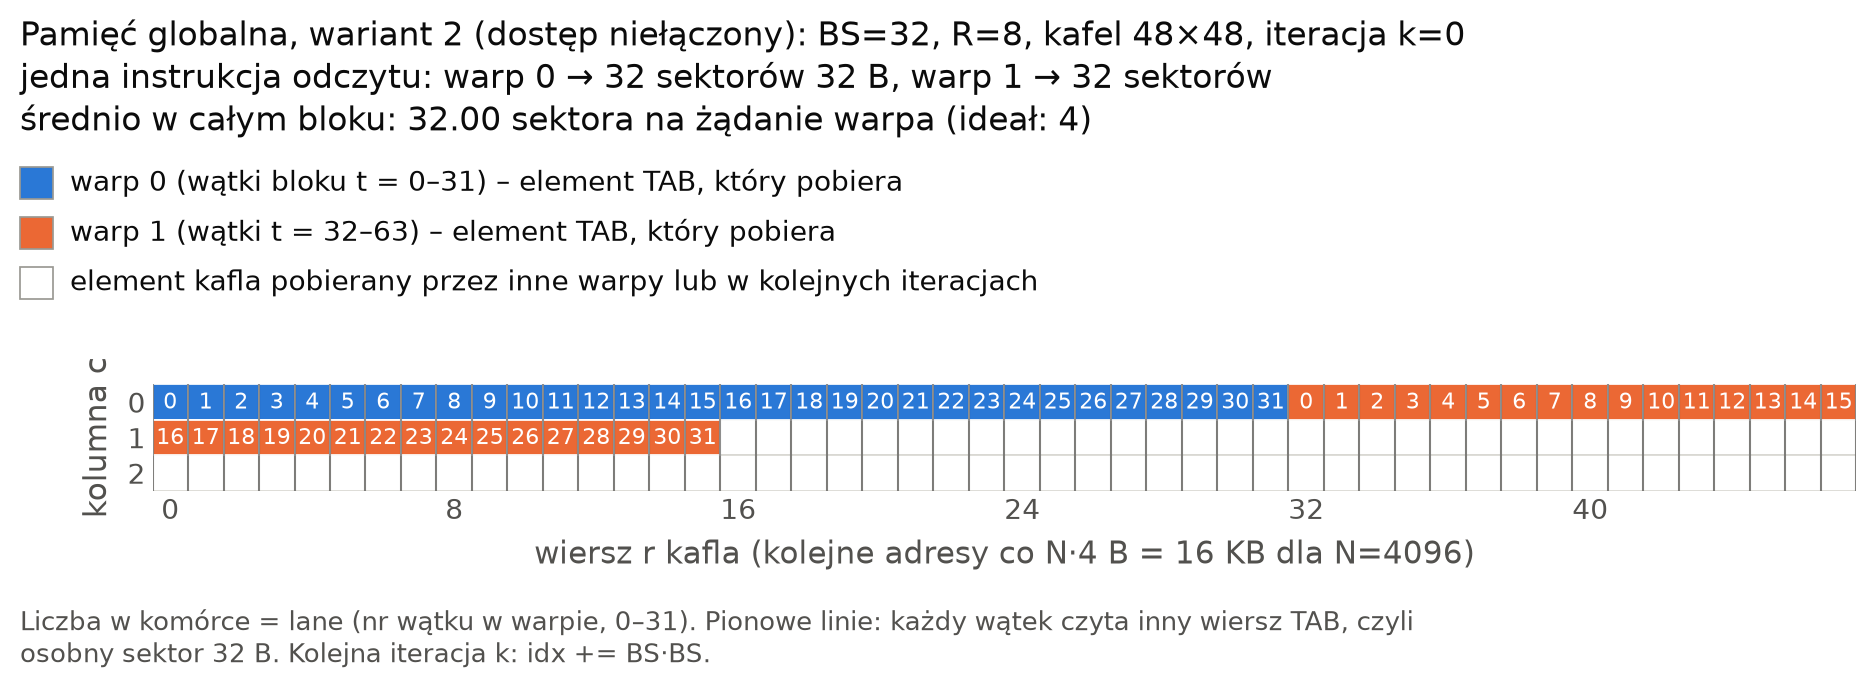 Pamięć globalna, wariant 2 (dostęp niełączony): BS=32, R=8, kafel 48×48, iteracja k=0
jedna instrukcja odczytu: warp 0 → 32 sektorów 32 B, warp 1 → 32 sektorów
średnio w całym bloku: 32.00 sektora na żądanie warpa (ideał: 4)
warp 0 (wątki bloku t = 0–31) – element TAB, który pobiera
warp 1 (wątki t = 32–63) – element TAB, który pobiera
element kafla pobierany przez inne warpy lub w kolejnych iteracjach
kolumna c
0 0 1 2 3 4 5 6 7 8 9 10 11 12 13 14 15 16 17 18 19 20 21 22 23 24 25 26 27 28 29 30 31 0 1 2 3 4 5 6 7 8 9 10 11 12 13 14 15
1 16 17 18 19 20 21 22 23 24 25 26 27 28 29 30 31
2
0 8 16 24 32 40
wiersz r kafla (kolejne adresy co N·4 B = 16 KB dla N=4096)
Liczba w komórce = lane (nr wątku w warpie, 0–31). Pionowe linie: każdy wątek czyta inny wiersz TAB, czyli
osobny sektor 32 B. Kolejna iteracja k: idx += BS·BS.